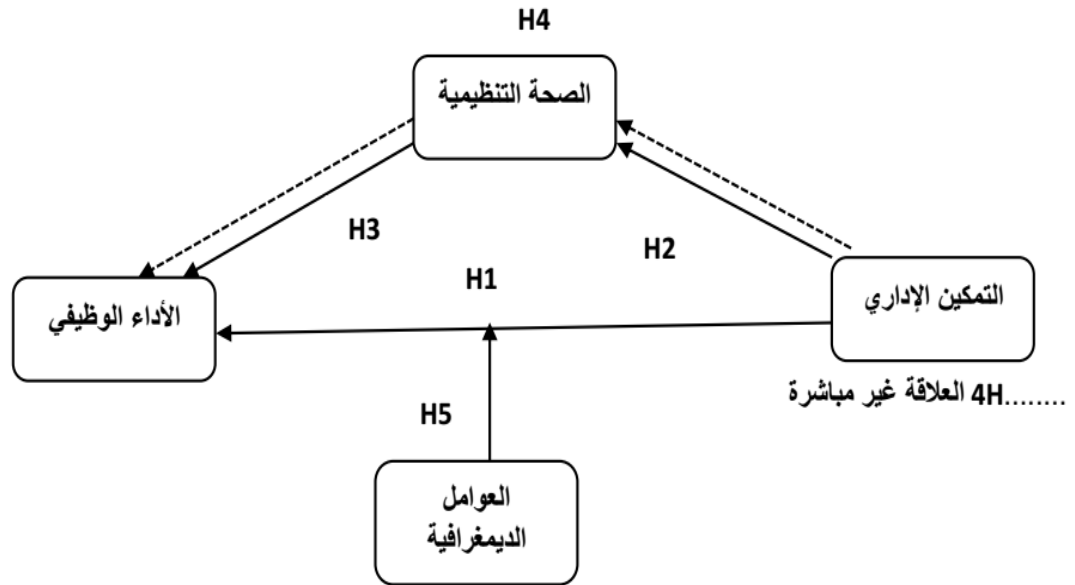 H4
الصحة التنظيمية
H3
H2
H1
التمكين الإداري
الأداء الوظيفي
4H........ العلاقة غير مباشرة
H5
العوامل
الديمغرافية